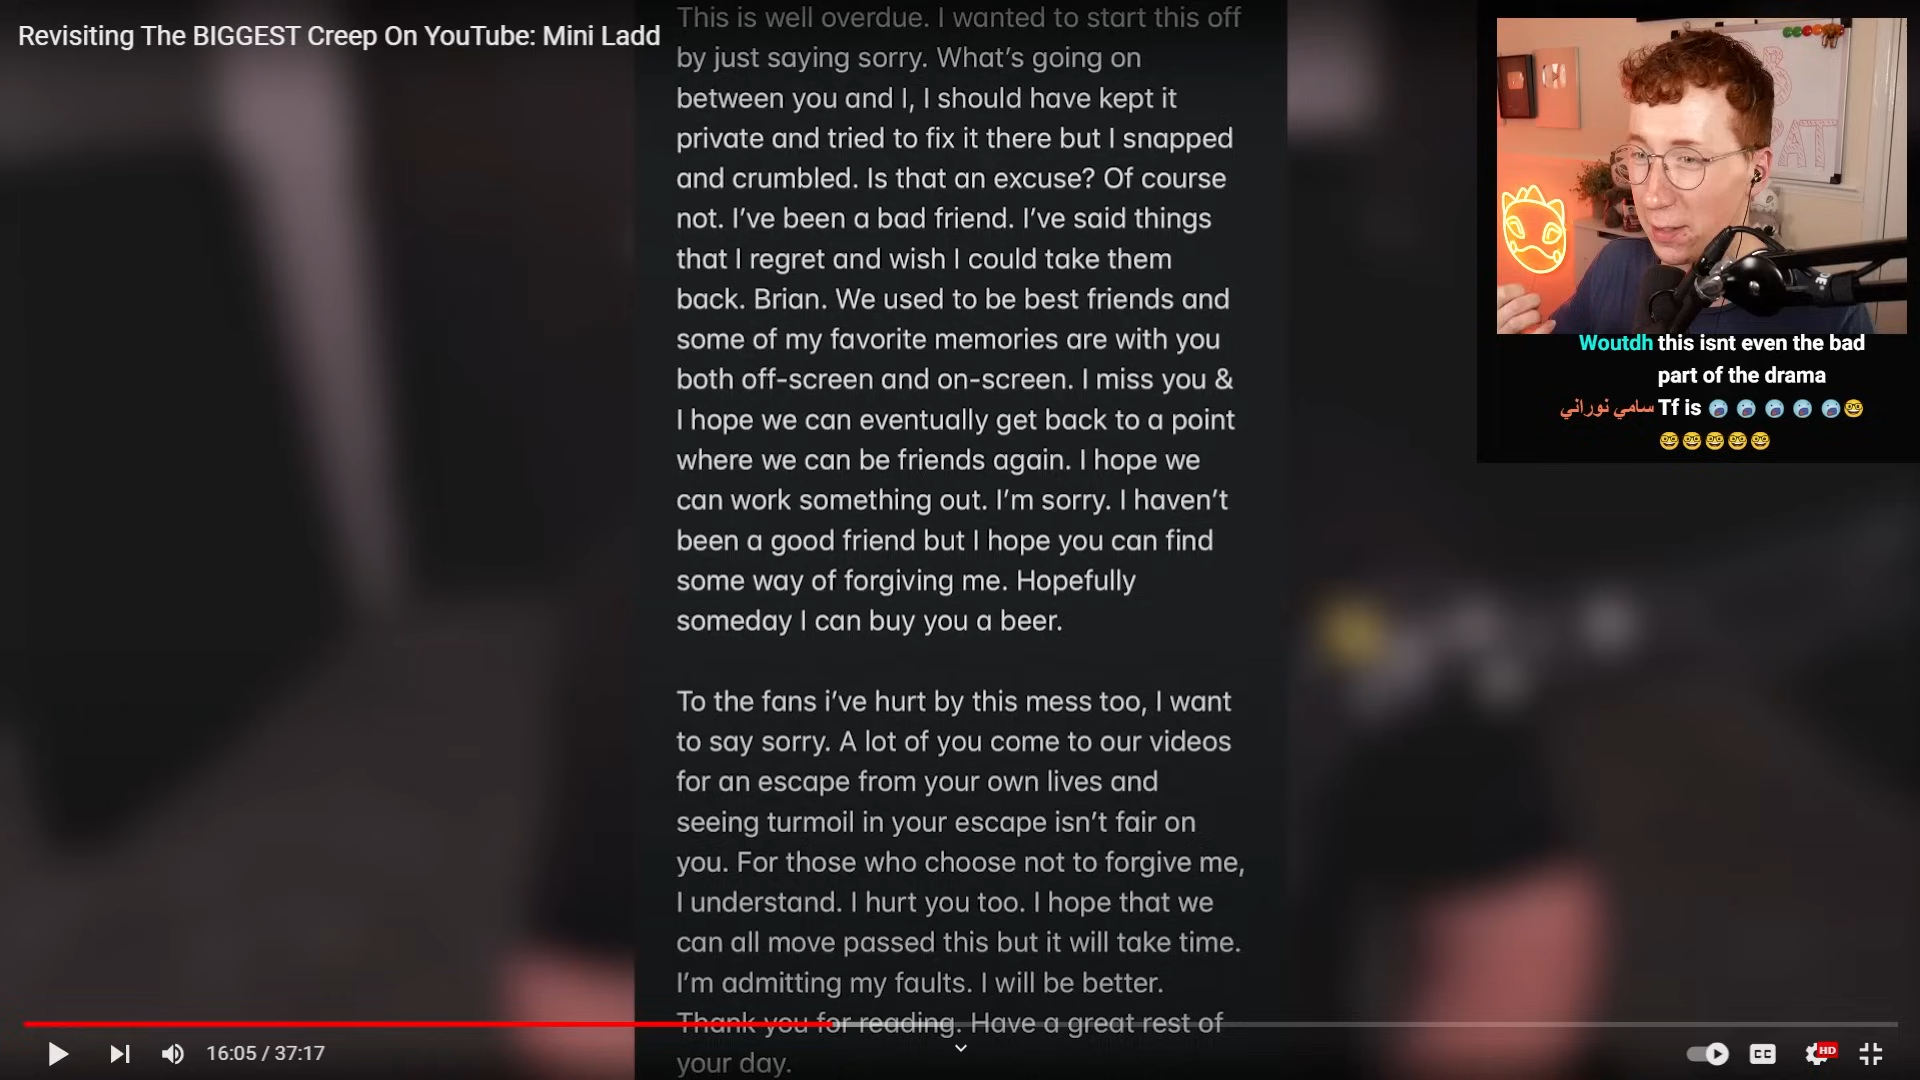 Revisiting The BIGGEST Creep On YouTube: Mini Ladd
This is well overdue. I wanted to start this off
by just saying sorry. What's going on
between you and I, I should have kept it
private and tried to fix it there but I snapped
and crumbled. Is that an excuse? Of course
not. I've been a bad friend. I've said things
that I regret and wish I could take them
back. Brian. We used to be best friends and
some of my favorite memories are with you
both off-screen and on-screen. I miss you &
I hope we can eventually get back to a point
where we can be friends again. I hope we
can work something out. I'm sorry. I haven't
been a good friend but I hope you can find
some way of forgiving me. Hopefully
someday I can buy you a beer.
To the fans i've hurt by this mess too, I want
to say sorry. A lot of you come to our videos
for an escape from your own lives and
seeing turmoil in your escape isn't fair on
you. For those who choose not to forgive me,
I understand. I hurt you too. I hope that we
can all move passed this but it will take time.
I'm admitting my faults. I will be better.
Thank you for reading. Have a great rest of
your day.
Woutdh this isnt even the bad
part of the drama
سامي نوراني Tf is
16:05 / 37:17
CC
HD